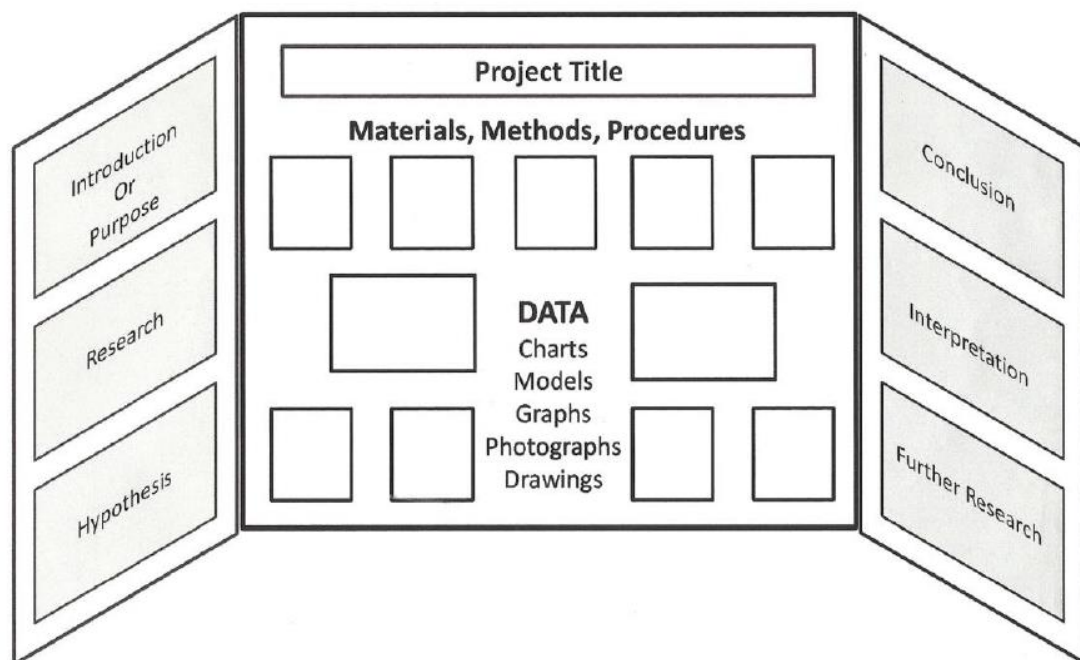 Introduction
Or
Purpose
Research
Hypothesis
Project Title
Materials, Methods, Procedures
DATA
Charts
Models
Graphs
Photographs
Drawings
Conclusion
Interpretation
Further Research